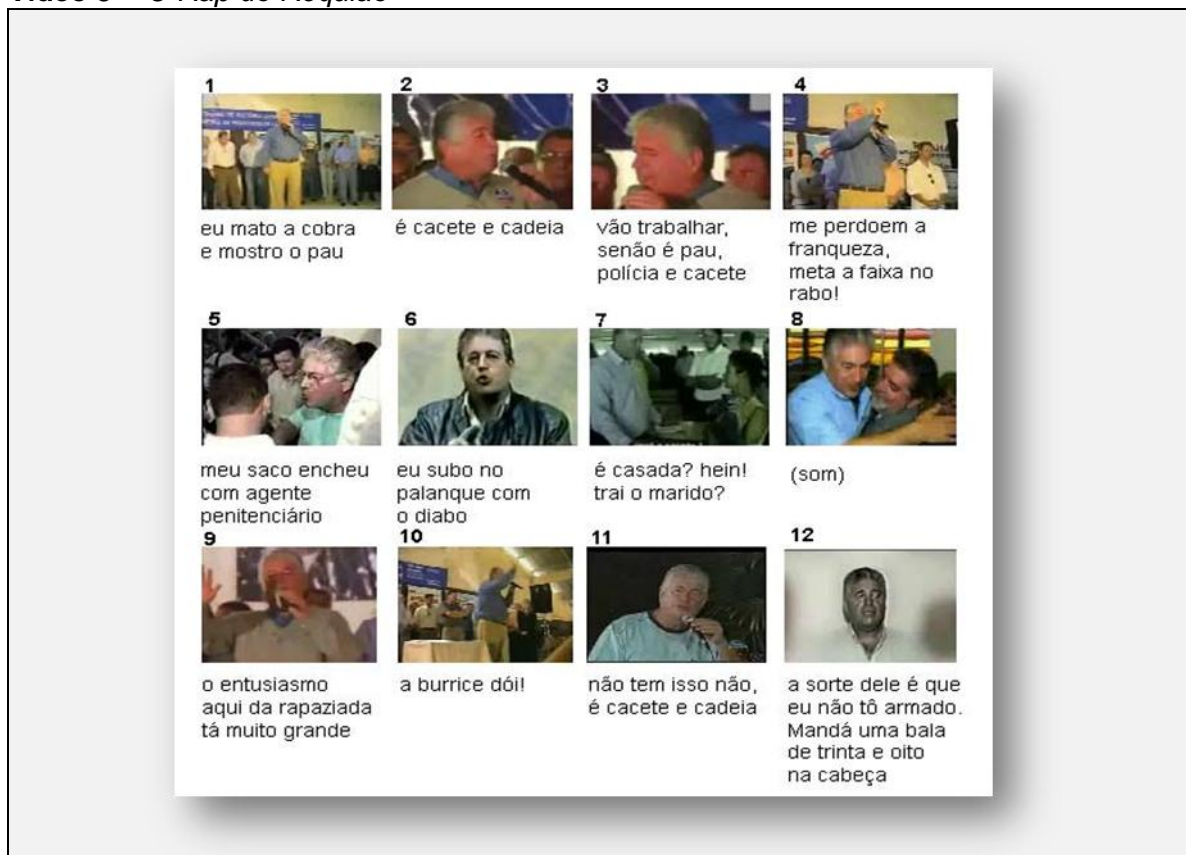 1
2
3
4
eu mato a cobra
e mostro o pau
é cacete e cadeia
vão trabalhar,
senão é pau,
polícia e cacete
me perdoem a
franqueza,
meta a faixa no
rabo!
5
6
7
8
meu saco encheu
com agente
penitenciário
eu subo no
palanque com
o diabo
é casada? hein!
trai o marido?
(som)
9
10
11
12
o entusiasmo
aqui da rapaziada
tá muito grande
a burrice dói!
não tem isso não,
é cacete e cadeia
a sorte dele é que
eu não tô armado.
Mandá uma bala
de trinta e oito
na cabeça